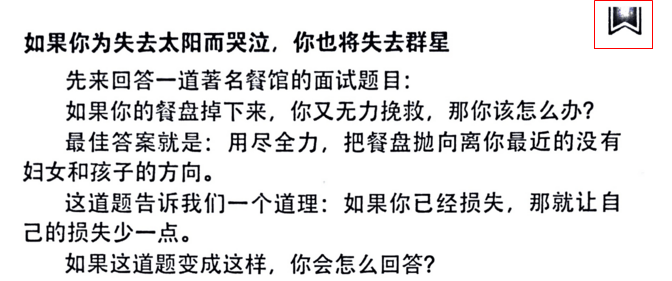 如果你为失去太阳而哭泣，你也将失去群星
先来回答一道著名餐馆的面试题目：
如果你的餐盘掉下来，你又无力挽救，那你该怎么办？
最佳答案就是：用尽全力，把餐盘抛向离你最近的没有
妇女和孩子的方向。
这道题告诉我们一个道理：如果你已经损失，那就让自
己的损失少一点。
如果这道题变成这样，你会怎么回答？